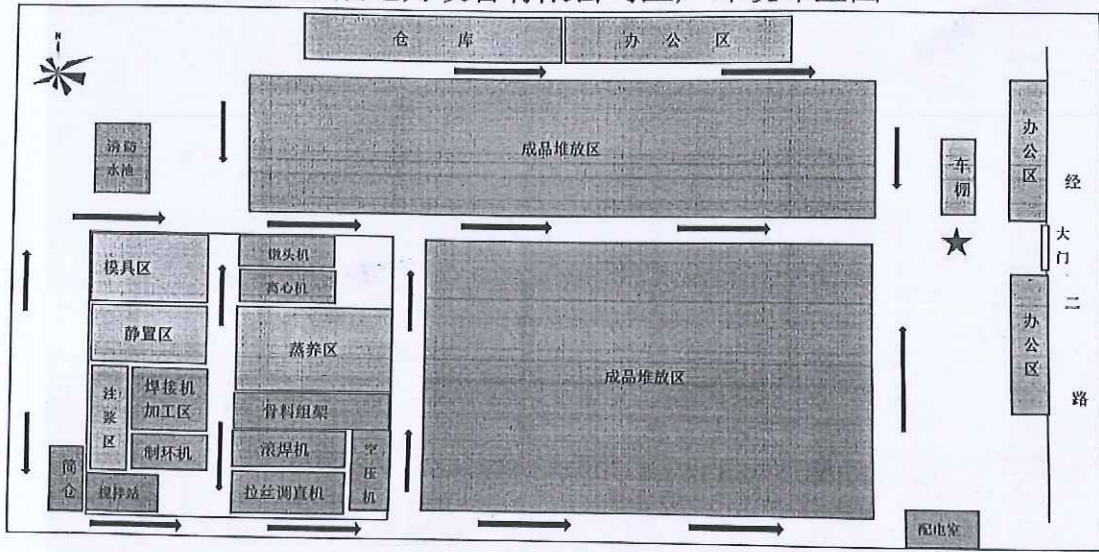 N
仓 库
办 公 区
成品堆放区
消防
水池
车
棚
办
公
区
经
二
路
大
门
办
公
区
模具区
墩头机
离心机
静置区
蒸养区
成品堆放区
注
浆
区
焊接机
加工区
骨料组架
制环机
滚焊机
空
压
机
筒
仓
搅拌站
拉丝调直机
配电室